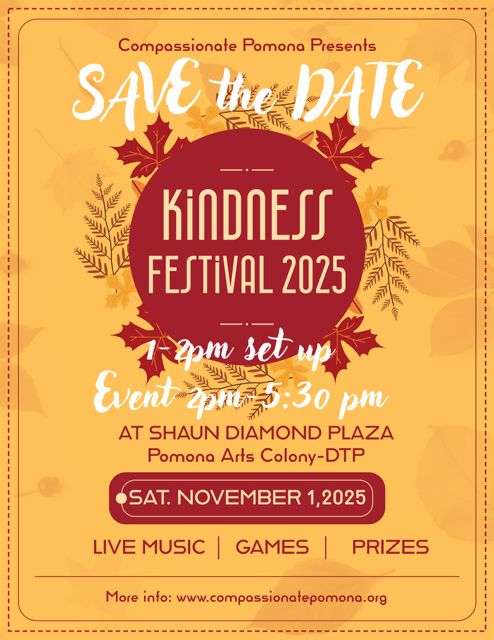 Compassionate Pomona Presents
SAVE the DATE
KiNDNESS
FESTiVAL 2025
1-2pm set up
Event 2pm-5:30 pm
AT SHAUN DIAMOND PLAZA
Pomona Arts Colony-DTP
SAT. NOVEMBER 1,2025
LIVE MUSIC | GAMES | PRIZES
More info: www.compassionatepomona.org